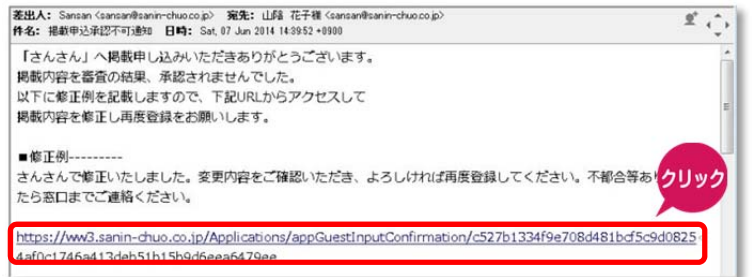 差出人: Sansan <sansan@sanin-chuo.co.jp> 宛先: 山陰 花子様 <sansan@sanin-chuo.co.jp>
件名: 掲載申込承認不可通知 日時: Sat, 07 Jun 2014 14:39:52 +0900
「さんさん」へ掲載申し込みいただきありがとうございます。
掲載内容を審査の結果、承認されませんでした。
以下に修正例を記載しますので、下記URLからアクセスして
掲載内容を修正し再度登録をお願いします。
■修正例---------
さんさんで修正いたしました。変更内容をご確認いただき、よろしければ再度登録してください。不都合等あり
たら窓口までご連絡ください。
クリック
https://ww3.sanin-chuo.co.jp/Applications/appGuestInputConfirmation/c527b1334f9e708d481bcf5c9d0825
4af0c1746a413deb51b15b9d6eea6479ee